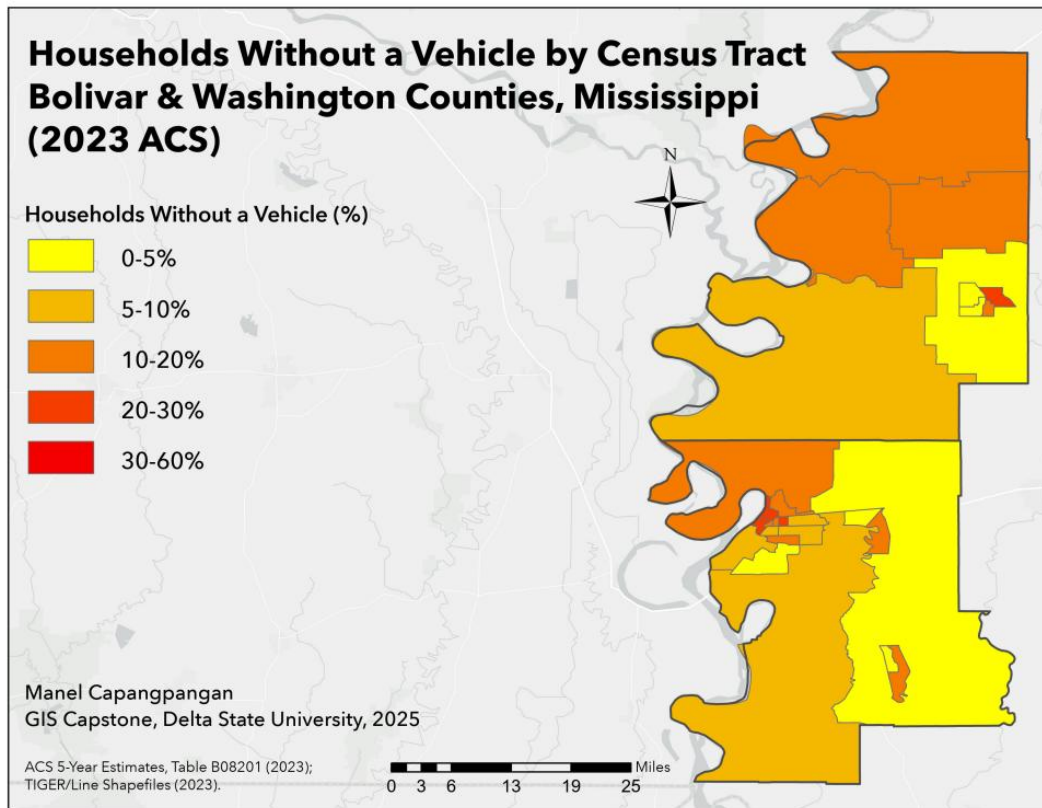 Households Without a Vehicle by Census Tract
Bolivar & Washington Counties, Mississippi
(2023 ACS)
N
Households Without a Vehicle (%)
0-5%
5-10%
10-20%
20-30%
30-60%
Manel Capangpangan
GIS Capstone, Delta State University, 2025
ACS 5-Year Estimates, Table B08201 (2023);
TIGER/Line Shapefiles (2023).
Miles
0 3 6 13 19 25